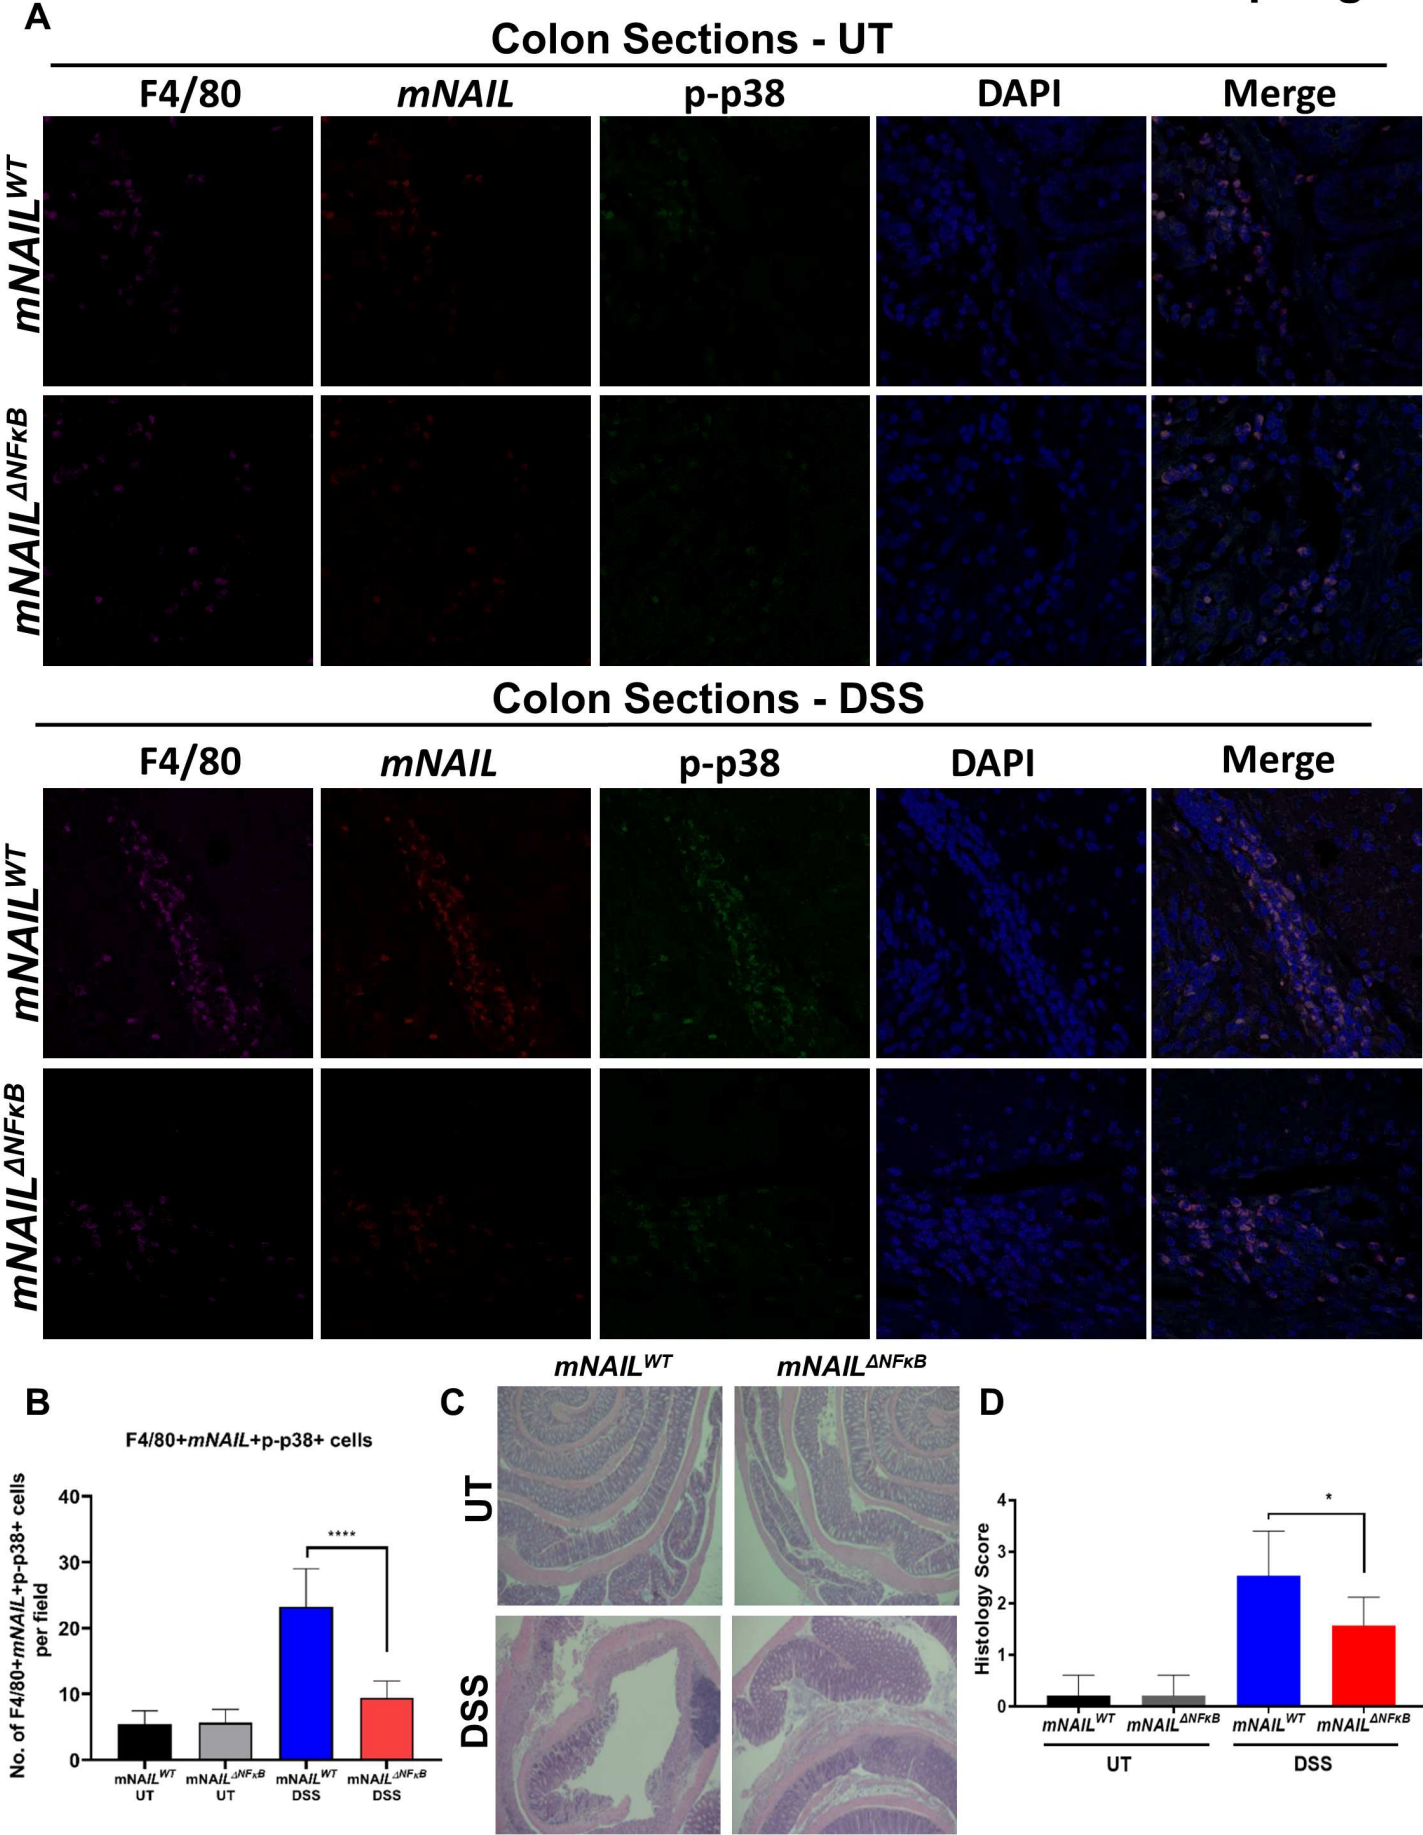 A
Colon Sections - UT
F4/80 mNAIL p-p38 DAPI Merge
mNAIL^WT
mNAIL^ΔNFκB
Colon Sections - DSS
F4/80 mNAIL p-p38 DAPI Merge
mNAIL^WT
mNAIL^ΔNFκB
B
F4/80+mNAIL+p-p38+ cells
No. of F4/80+mNAIL+p-p38+ cells
per field
40
30
20
10
0
****
mNAIL^WT mNAIL^ΔNFκB mNAIL^WT mNAIL^ΔNFκB
UT UT DSS DSS
C
mNAIL^WT mNAIL^ΔNFκB
UT
DSS
D
Histology Score
4
3
2
1
0
*
mNAIL^WT mNAIL^ΔNFκB mNAIL^WT mNAIL^ΔNFκB
UT DSS